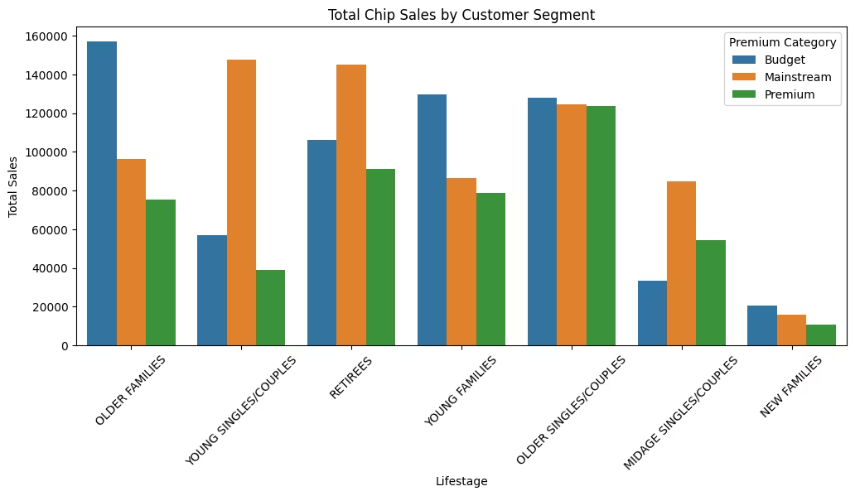 Total Chip Sales by Customer Segment
Premium Category
Budget
Mainstream
Premium
Total Sales
160000
140000
120000
100000
80000
60000
40000
20000
0
OLDER FAMILIES
YOUNG SINGLES/COUPLES
RETIREES
YOUNG FAMILIES
OLDER SINGLES/COUPLES
MIDAGE SINGLES/COUPLES
NEW FAMILIES
Lifestage